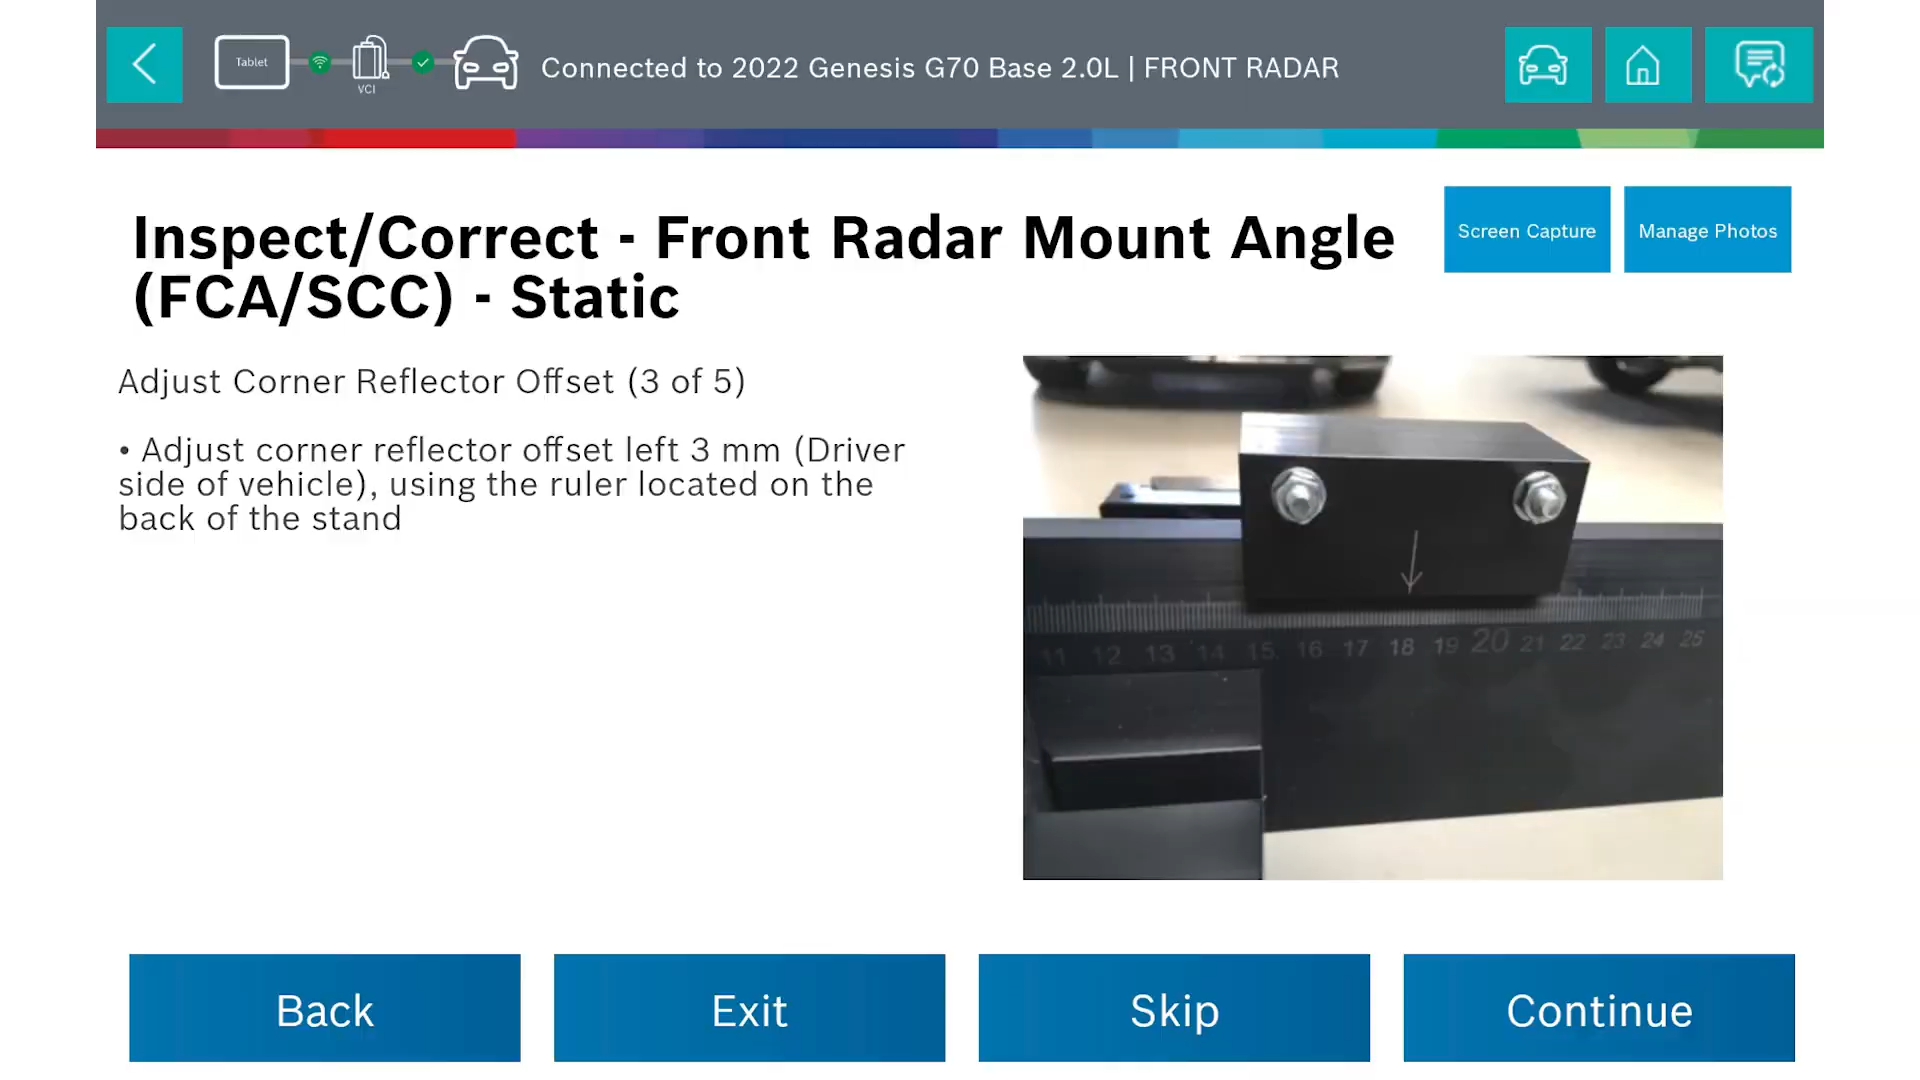 Tablet
VCI
Connected to 2022 Genesis G70 Base 2.0L | FRONT RADAR
Inspect/Correct - Front Radar Mount Angle
(FCA/SCC) - Static
Screen Capture
Manage Photos
Adjust Corner Reflector Offset (3 of 5)
• Adjust corner reflector offset left 3 mm (Driver
side of vehicle), using the ruler located on the
back of the stand
11 12 13 14 15 16 17 18 19 20 21 22 23 24 25
Back
Exit
Skip
Continue